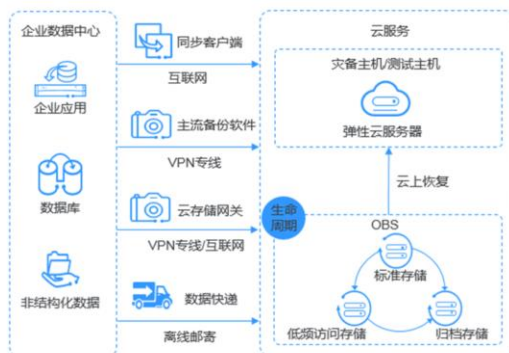 企业数据中心
企业应用
数据库
非结构化数据
同步客户端
互联网
主流备份软件
VPN专线
云存储网关
VPN专线/互联网
数据快递
离线邮寄
云服务
灾备主机/测试主机
弹性云服务器
云上恢复
生命
周期
OBS
标准存储
低频访问存储
归档存储